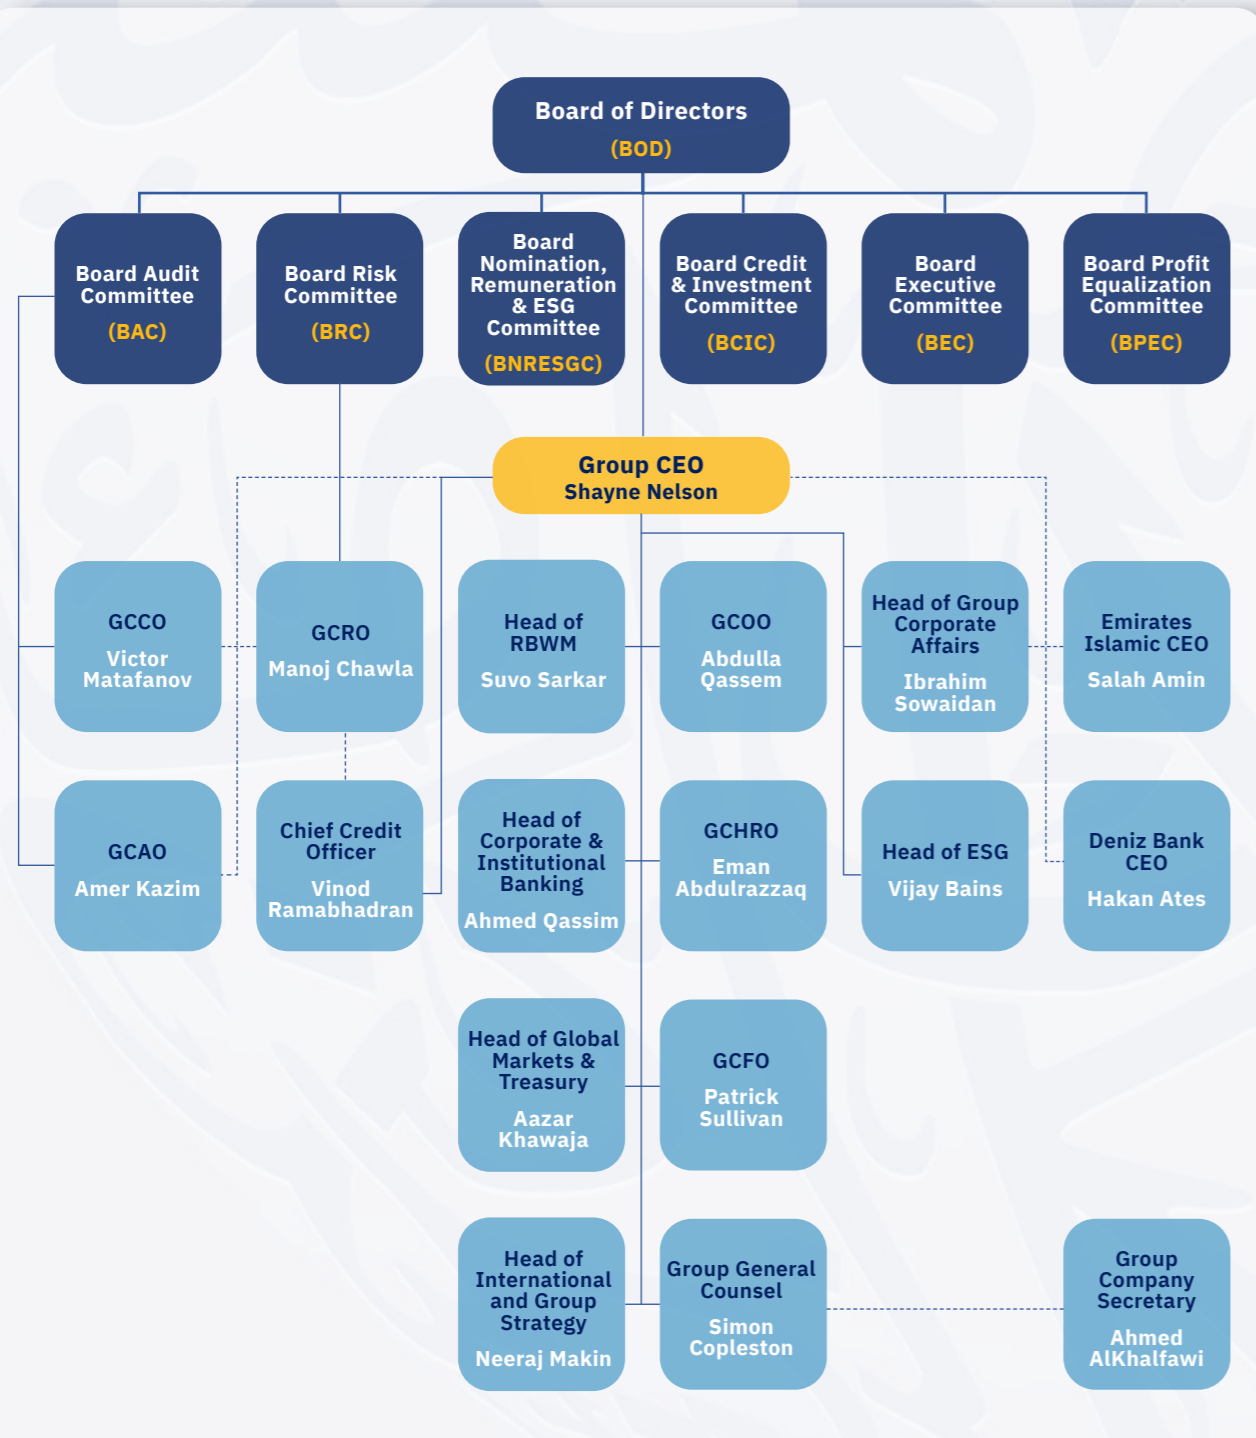 Board of Directors
(BOD)
Board Audit
Committee
(BAC)
Board Risk
Committee
(BRC)
Board
Nomination,
Remuneration
& ESG
Committee
(BNRESGC)
Board Credit
& Investment
Committee
(BCIC)
Board
Executive
Committee
(BEC)
Board Profit
Equalization
Committee
(BPEC)
Group CEO
Shayne Nelson
GCCO
Victor
Matafanov
GCRO
Manoj Chawla
Head of
RBWM
Suvo Sarkar
GCOO
Abdulla
Qassem
Head of Group
Corporate
Affairs
Ibrahim
Sowaidan
Emirates
Islamic CEO
Salah Amin
GCAO
Amer Kazim
Chief Credit
Officer
Vinod
Ramabhadran
Head of
Corporate &
Institutional
Banking
Ahmed Qassim
GCHRO
Eman
Abdulrazzaq
Head of ESG
Vijay Bains
Deniz Bank
CEO
Hakan Ates
Head of Global
Markets &
Treasury
Aazar
Khawaja
GCFO
Patrick
Sullivan
Head of
International
and Group
Strategy
Neeraj Makin
Group General
Counsel
Simon
Copleston
Group
Company
Secretary
Ahmed
AlKhalfawi